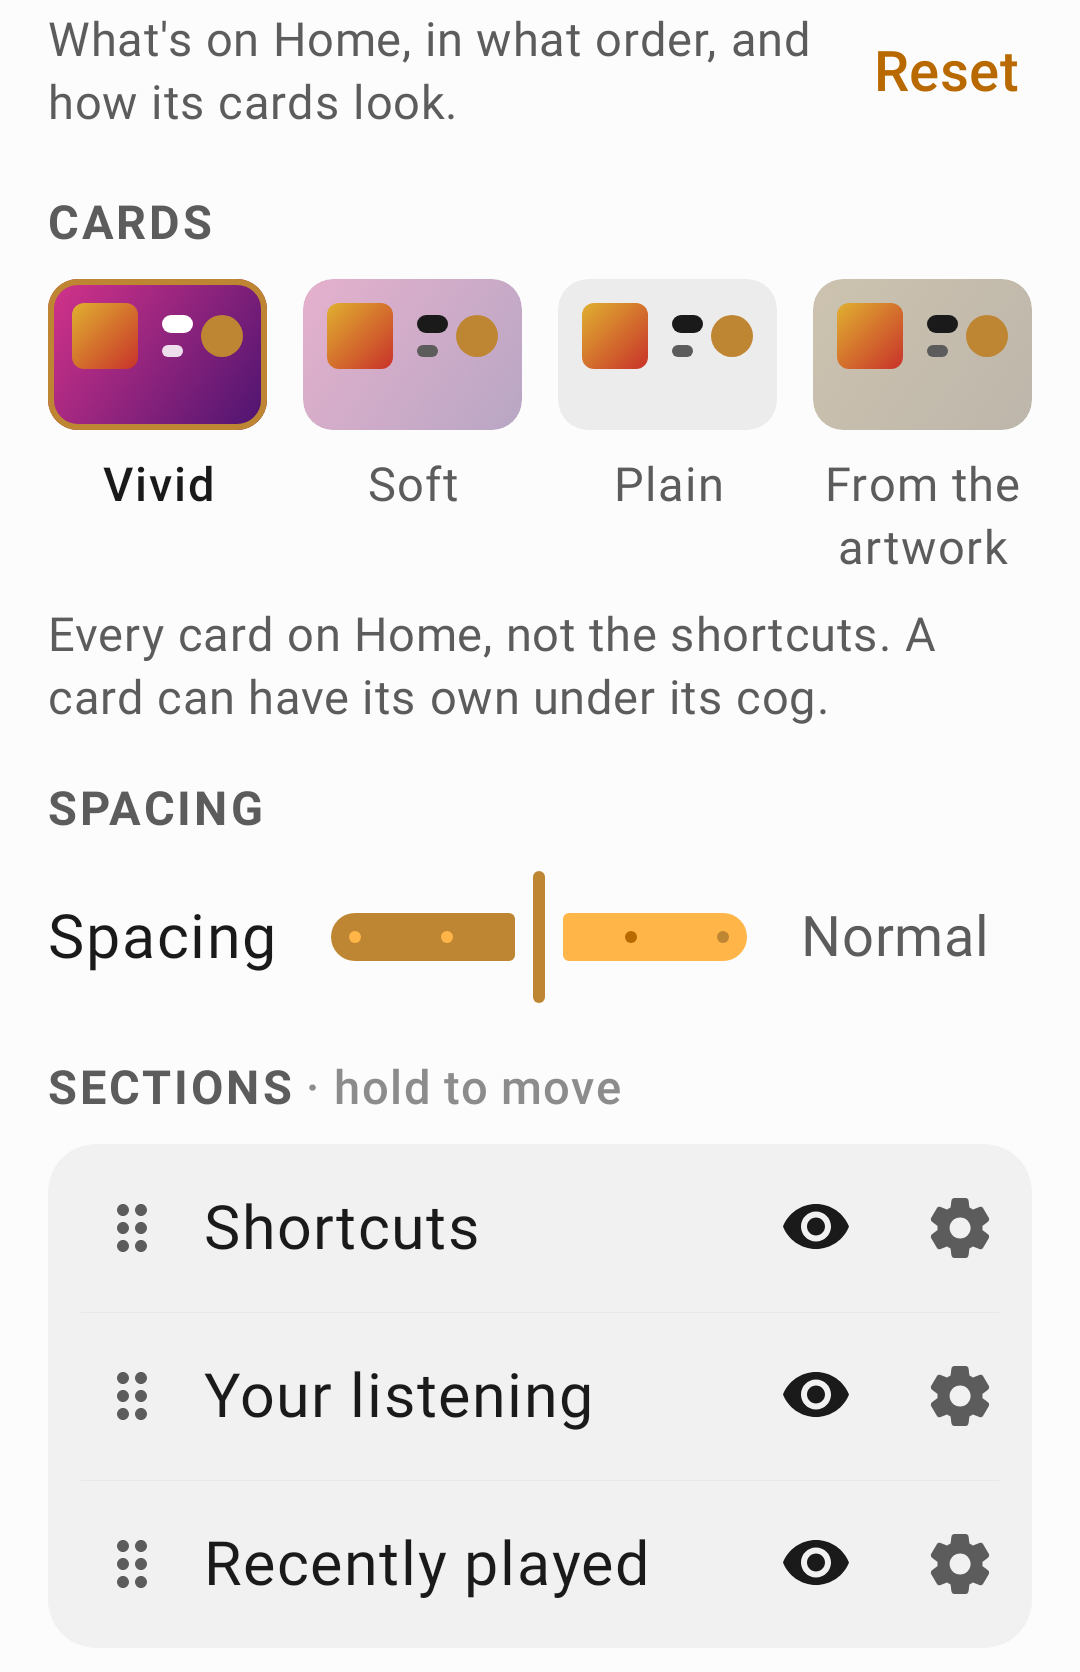 What's on Home, in what order, and
how its cards look.
Reset
CARDS
Vivid
Soft
Plain
From the
artwork
Every card on Home, not the shortcuts. A
card can have its own under its cog.
SPACING
Spacing
Normal
SECTIONS · hold to move
Shortcuts
Your listening
Recently played